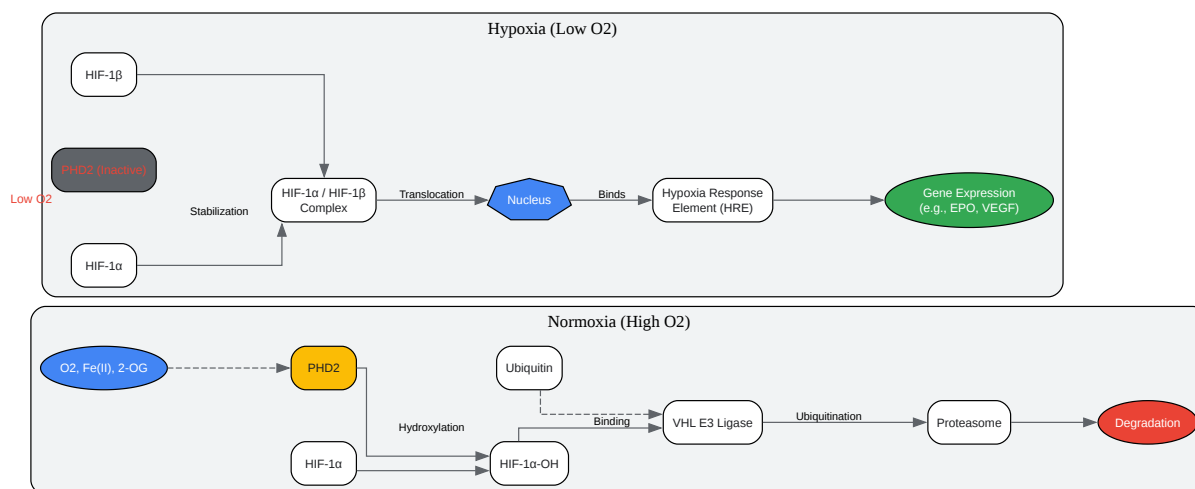 Hypoxia (Low O2)
HIF-1β
PHD2 (Inactive)
Low O2
Stabilization
HIF-1α / HIF-1β
Complex
Translocation
Nucleus
Binds
Hypoxia Response
Element (HRE)
Gene Expression
(e.g., EPO, VEGF)
HIF-1α
Normoxia (High O2)
O2, Fe(II), 2-OG
PHD2
Ubiquitin
Hydroxylation
Binding
VHL E3 Ligase
Ubiquitination
Proteasome
Degradation
HIF-1α
HIF-1α-OH